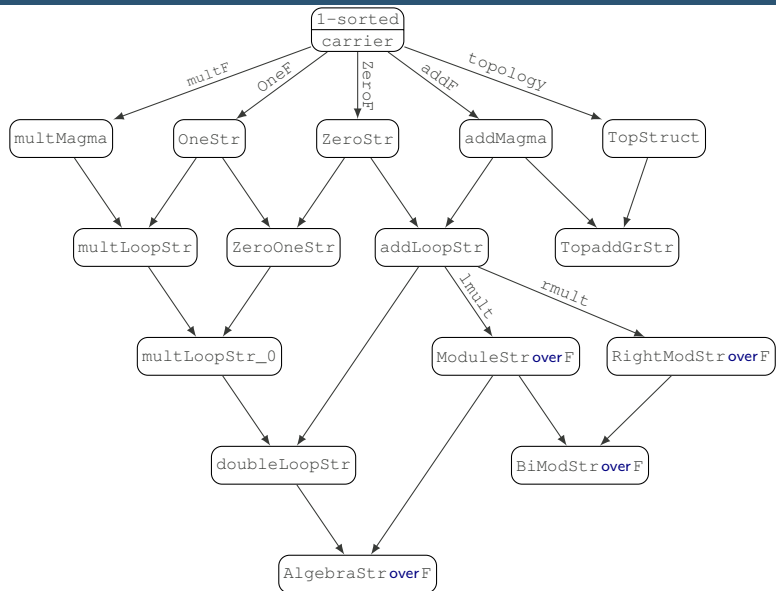 1-sorted
carrier
multF OneF ZeroF addF topology
multMagma OneStr ZeroStr addMagma TopStruct
multLoopStr ZeroOneStr addLoopStr TopaddGrStr
lmult rmult
multLoopStr_0 ModuleStr over F RightModStr over F
doubleLoopStr BiModStr over F
AlgebraStr over F